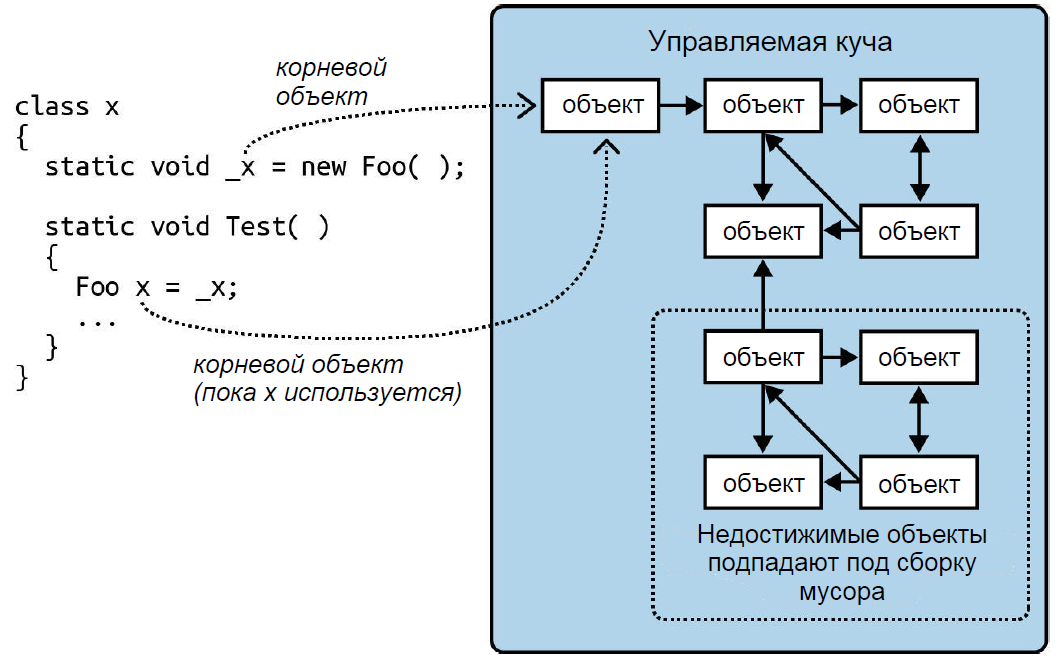 class x
{
static void _x = new Foo( );
static void Test( )
{
Foo x = _x;
...
}
}
корневой
объект
корневой объект
(пока x используется)
Управляемая куча
объект
объект
объект
объект
объект
объект
объект
объект
объект
Недостижимые объекты
подпадают под сборку
мусора